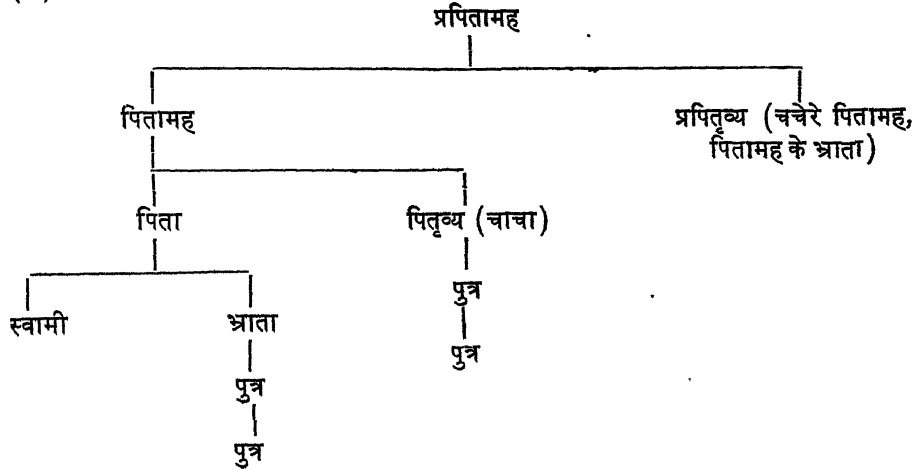 प्रपितामह
पितामह
प्रपितृव्य (चचेरे पितामह,
पितामह के भ्राता)
पिता
पितृव्य (चाचा)
स्वामी
भ्राता
पुत्र
पुत्र
पुत्र
पुत्र